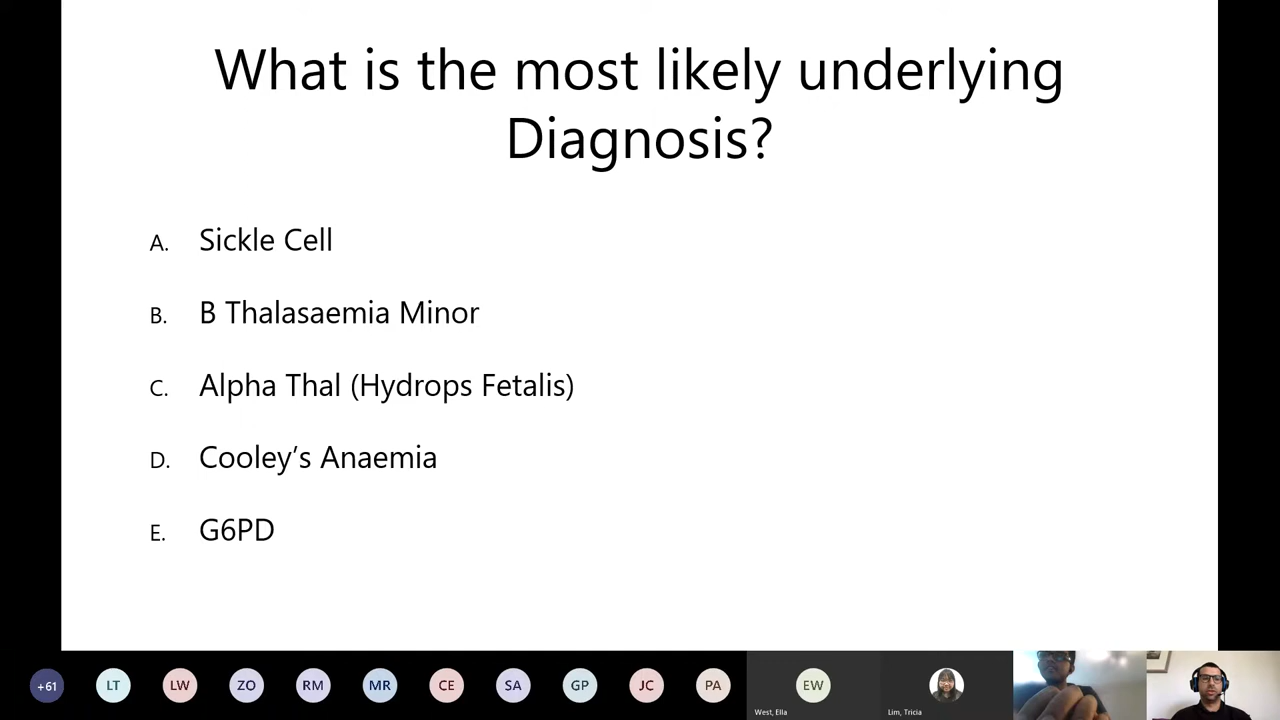 What is the most likely underlying
Diagnosis?
A. Sickle Cell
B. B Thalasaemia Minor
C. Alpha Thal (Hydrops Fetalis)
D. Cooley’s Anaemia
E. G6PD
+61 LT LW ZO RM MR CE SA GP JC PA EW
West, Ella Lim, Tricia